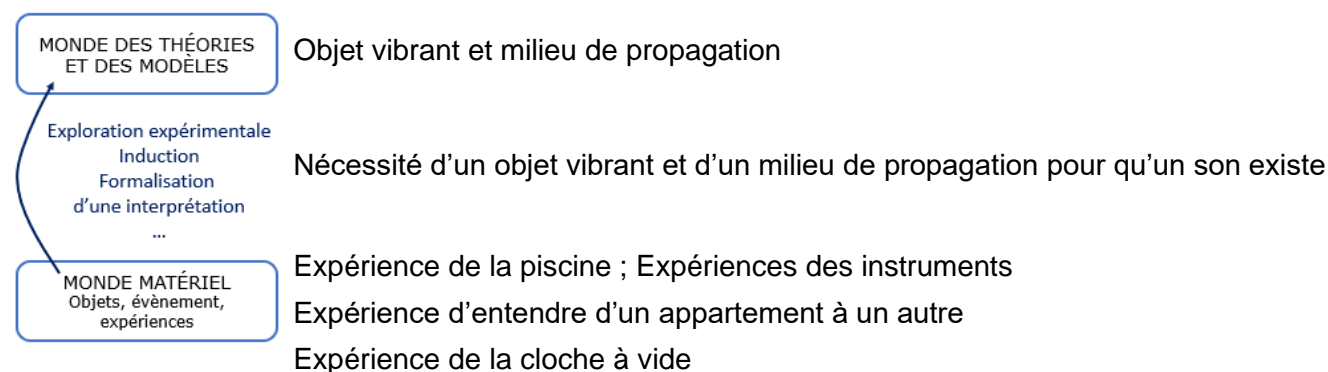 MONDE DES THÉORIES
ET DES MODÈLES
Objet vibrant et milieu de propagation
Exploration expérimentale
Induction
Formalisation
d'une interprétation
...
Nécessité d'un objet vibrant et d'un milieu de propagation pour qu'un son existe
MONDE MATÉRIEL
Objets, évènement,
expériences
Expérience de la piscine ; Expériences des instruments
Expérience d'entendre d'un appartement à un autre
Expérience de la cloche à vide